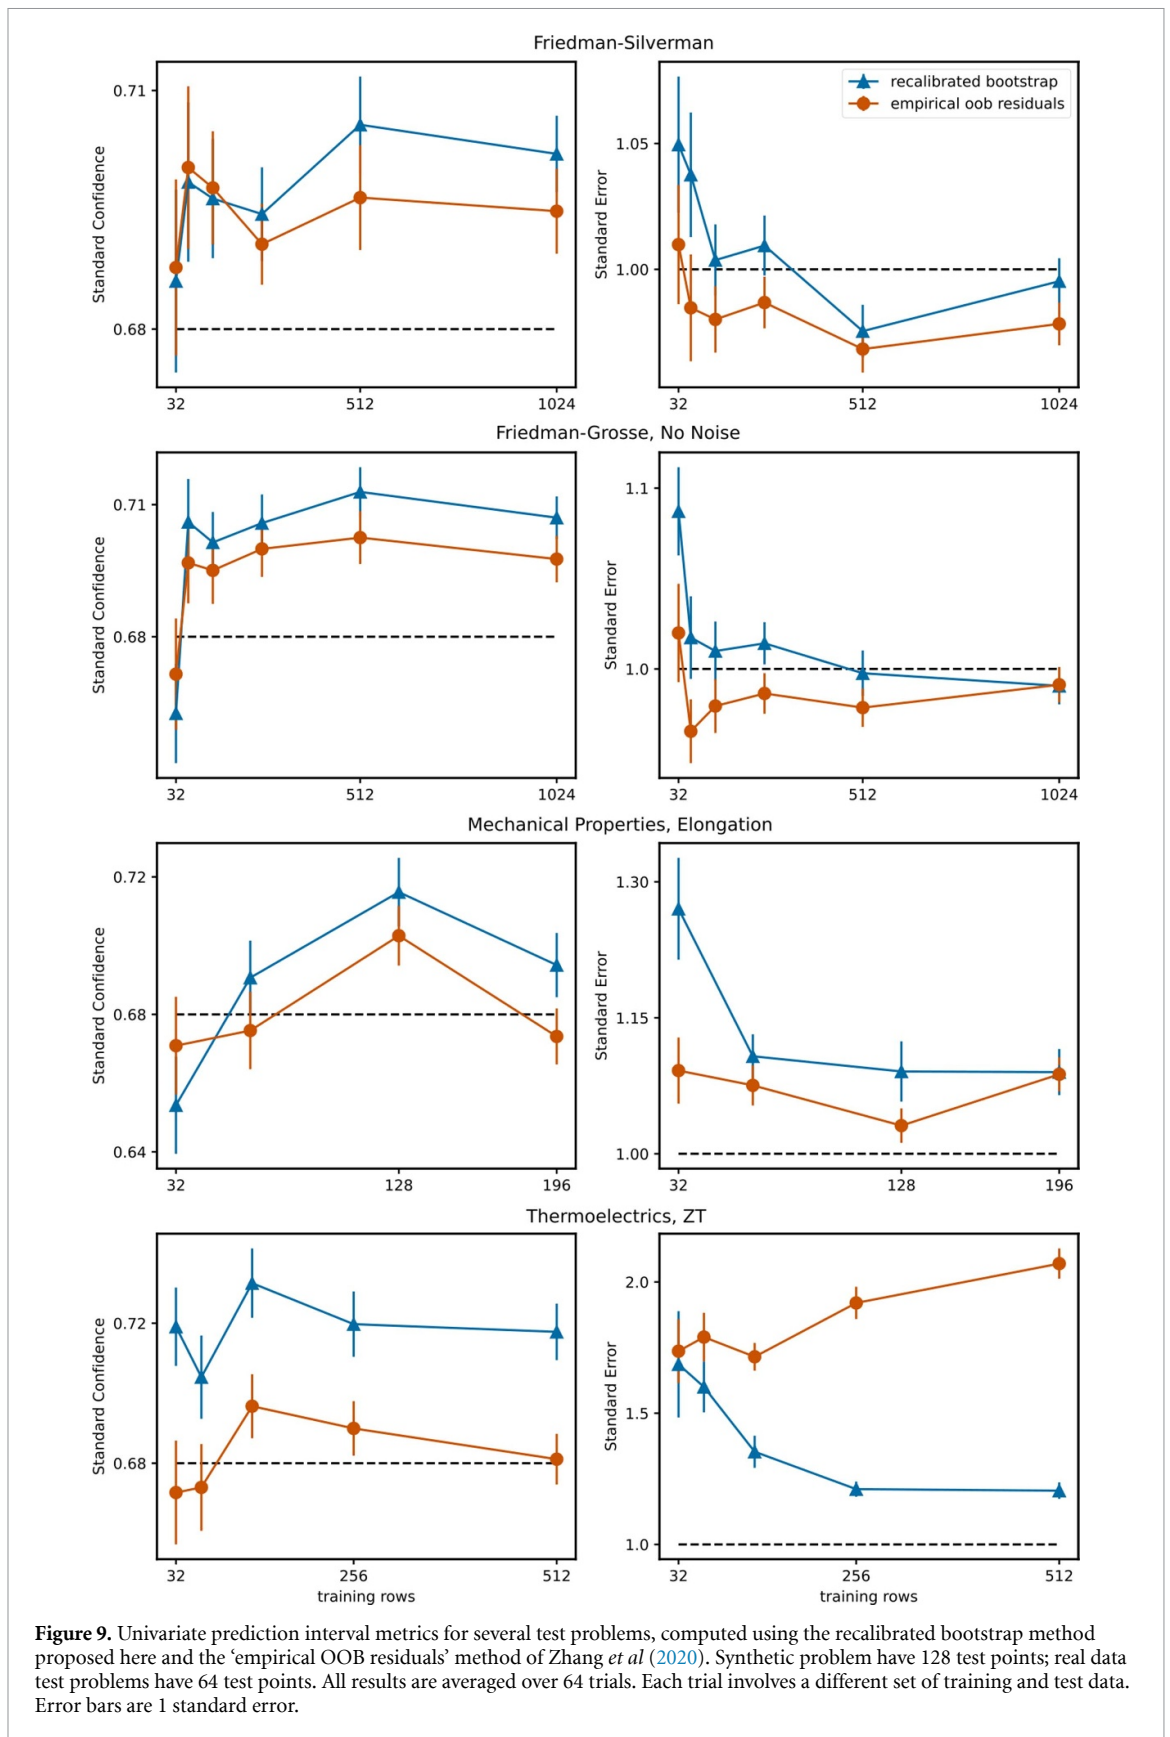 Friedman-Silverman
0.71
0.68
Standard Confidence
32
512
1024
1.05
1.00
Standard Error
32
512
1024
recalibrated bootstrap
empirical oob residuals
Friedman-Grosse, No Noise
0.71
0.68
Standard Confidence
32
512
1024
1.1
1.0
Standard Error
32
512
1024
Mechanical Properties, Elongation
0.72
0.68
0.64
Standard Confidence
32
128
196
1.30
1.15
1.00
Standard Error
32
128
196
Thermoelectrics, ZT
0.72
0.68
Standard Confidence
32
256
512
training rows
2.0
1.5
1.0
Standard Error
32
256
512
training rows
Figure 9. Univariate prediction interval metrics for several test problems, computed using the recalibrated bootstrap method
proposed here and the ‘empirical OOB residuals’ method of Zhang et al (2020). Synthetic problem have 128 test points; real data
test problems have 64 test points. All results are averaged over 64 trials. Each trial involves a different set of training and test data.
Error bars are 1 standard error.